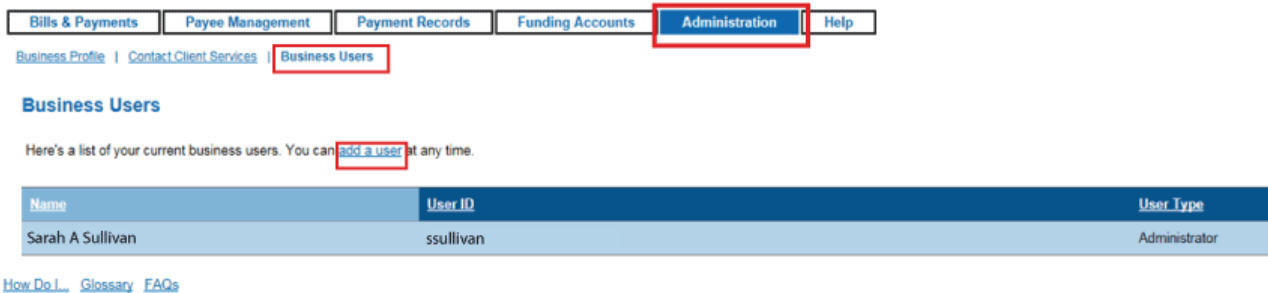 Bills & Payments Payee Management Payment Records Funding Accounts Administration Help
Business Profile | Contact Client Services | Business Users
Business Users
Here's a list of your current business users. You can add a user at any time.
Name User ID User Type
Sarah A Sullivan ssullivan Administrator
How Do I... Glossary FAQs